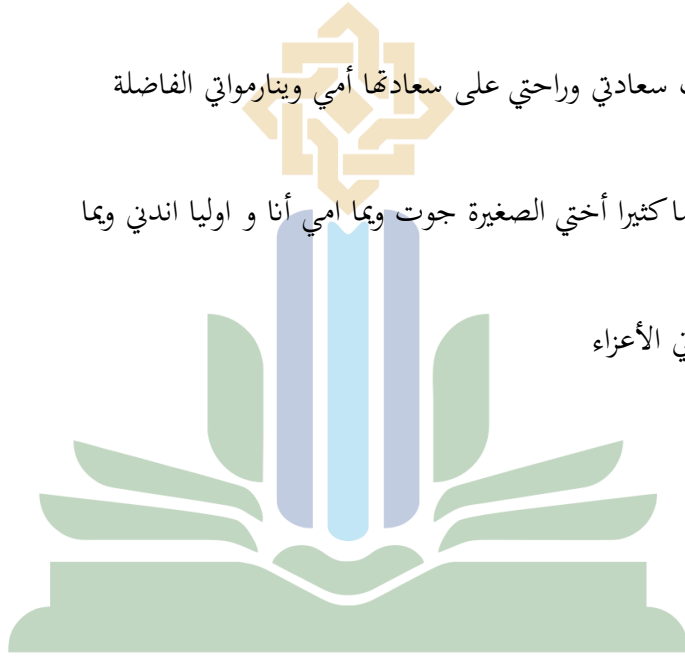 سعادتي وراحتي على سعادتها أمي وينارمواتي الفاضلة
كثيرا أختي الصغيرة جوت ويما امي أنا و اوليا اندني ويما
الأعزاء